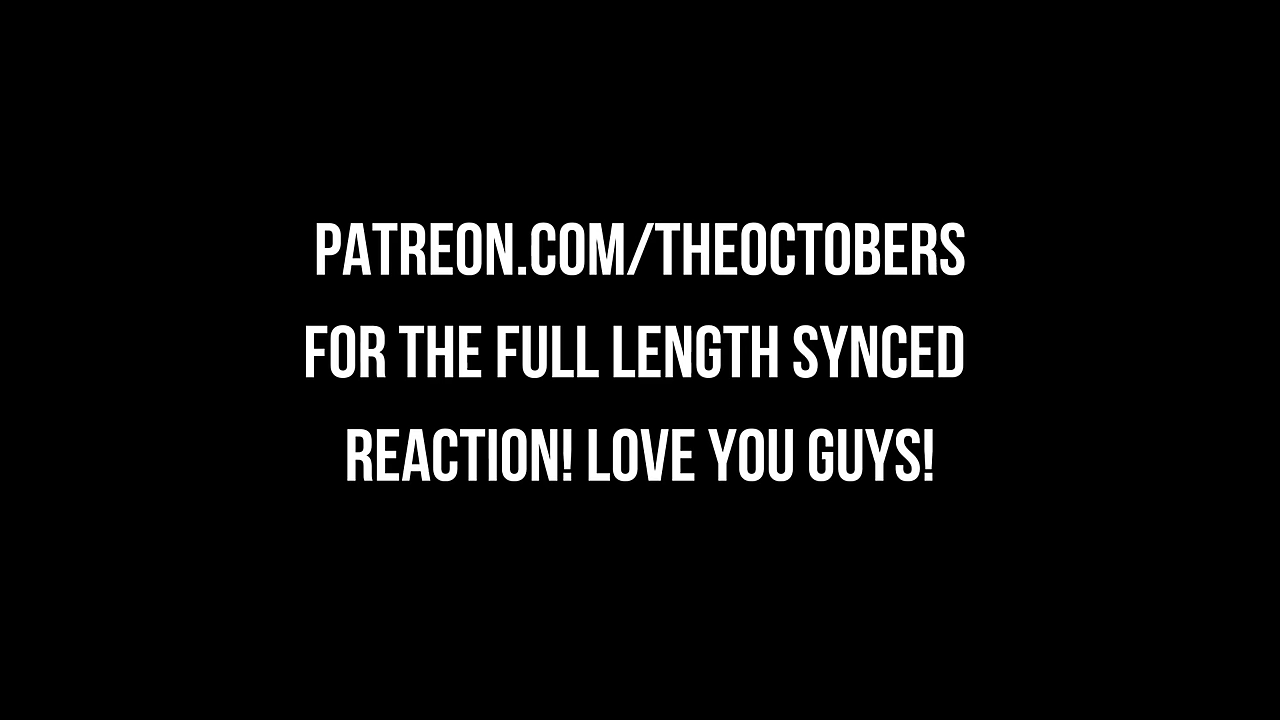 PATREON.COM/THEOCTOBERS
FOR THE FULL LENGTH SYNCED
REACTION! LOVE YOU GUYS!